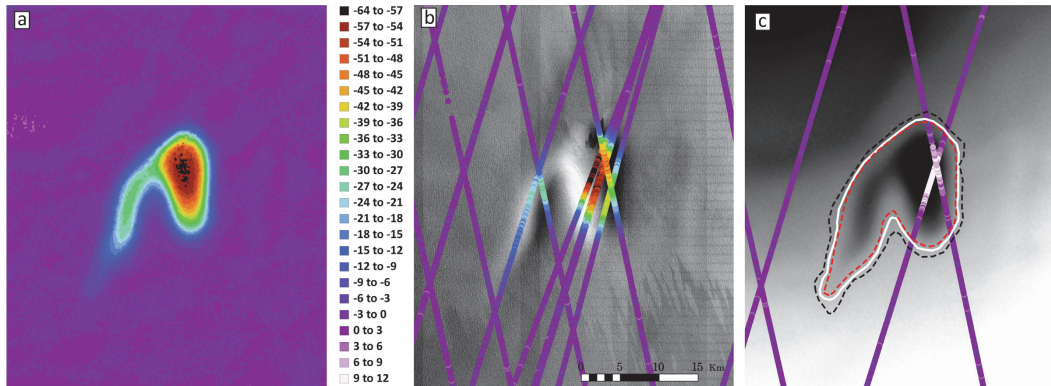 a
-64 to -57
-57 to -54
-54 to -51
-51 to -48
-48 to -45
-45 to -42
-42 to -39
-39 to -36
-36 to -33
-33 to -30
-30 to -27
-27 to -24
-24 to -21
-21 to -18
-18 to -15
-15 to -12
-12 to -9
-9 to -6
-6 to -3
-3 to 0
0 to 3
3 to 6
6 to 9
9 to 12
b
0 5 10 15 Km
c